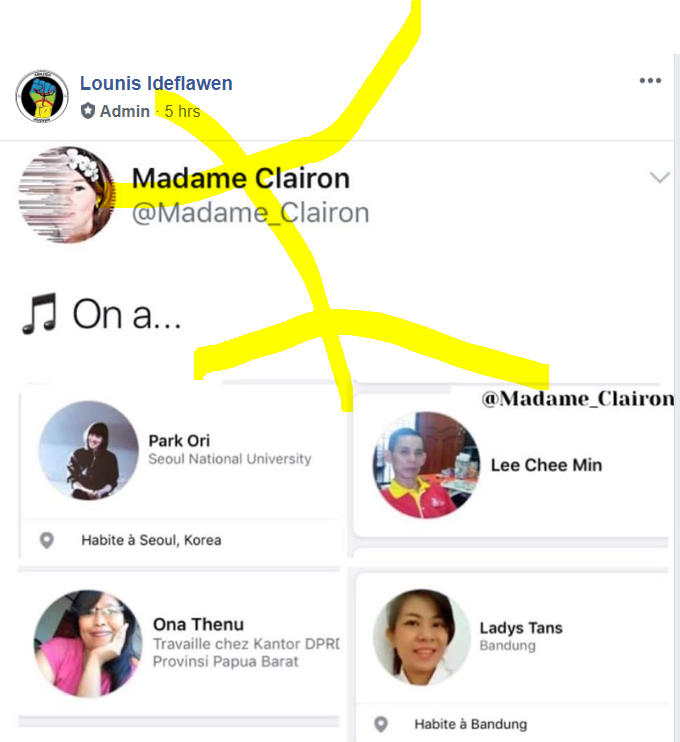 Lounis Ideflawen
Admin · 5 hrs
Madame Clairon
@Madame_Clairon
🎵 On a...
@Madame_Clairon
Park Ori
Seoul National University
Habite à Seoul, Korea
Lee Chee Min
Ona Thenu
Travaille chez Kantor DPRD
Provinsi Papua Barat
Ladys Tans
Bandung
Habite à Bandung